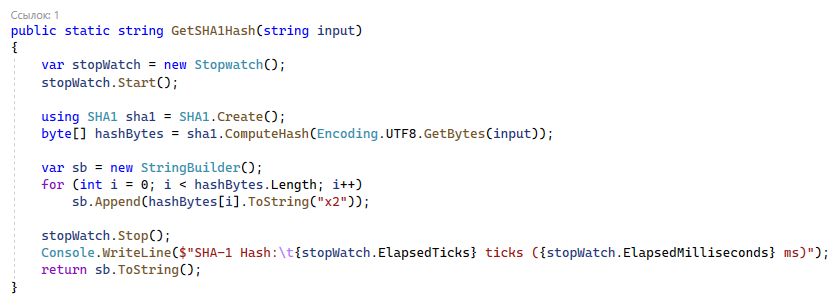 Ссылок: 1
public static string GetSHA1Hash(string input)
{
    var stopWatch = new Stopwatch();
    stopWatch.Start();

    using SHA1 sha1 = SHA1.Create();
    byte[] hashBytes = sha1.ComputeHash(Encoding.UTF8.GetBytes(input));

    var sb = new StringBuilder();
    for (int i = 0; i < hashBytes.Length; i++)
        sb.Append(hashBytes[i].ToString("x2"));

    stopWatch.Stop();
    Console.WriteLine($"SHA-1 Hash:\t{stopWatch.ElapsedTicks} ticks ({stopWatch.ElapsedMilliseconds} ms)");
    return sb.ToString();
}